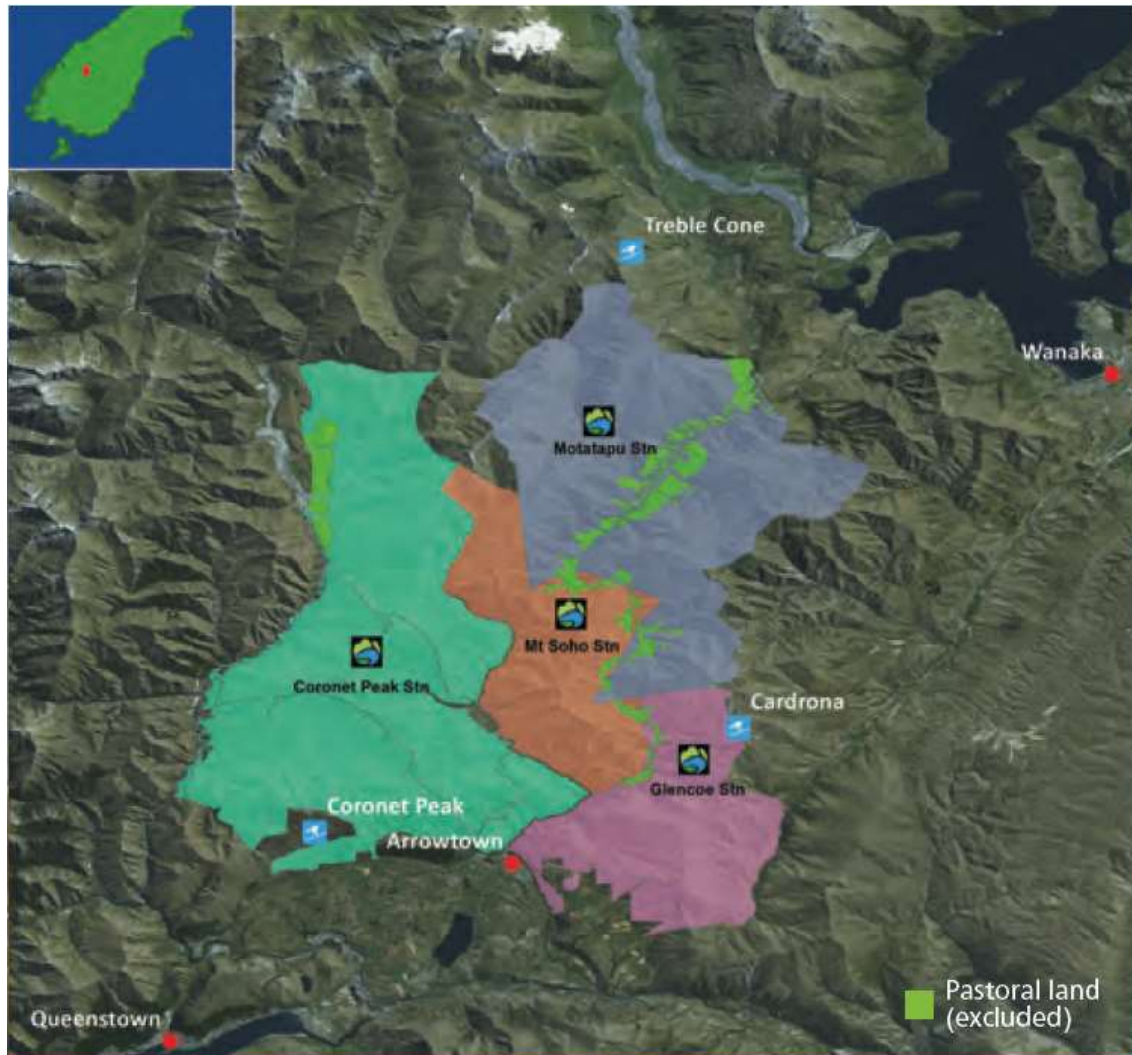 Treble Cone
Wanaka
Motatapu Stn
Mt Soho Stn
Coronet Peak Stn
Cardrona
Glencoe Stn
Coronet Peak
Arrowtown
Pastoral land
(excluded)
Queenstown